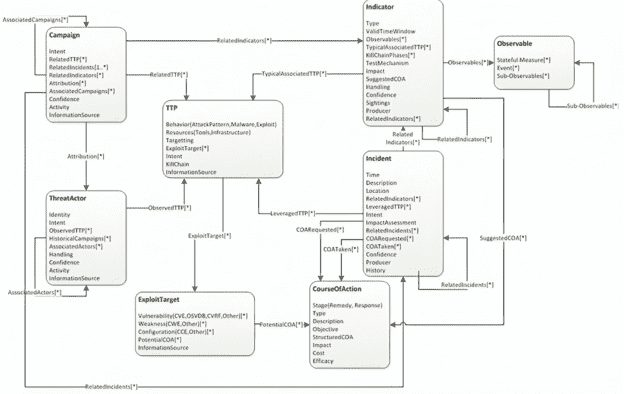 AssociatedCampaigns[*]
Campaign
Intent
RelatedTTP[*]
RelatedIncidents[1..*]
RelatedIndicators[*]
Attribution[*]
AssociatedCampaigns[*]
Confidence
Activity
InformationSource
RelatedIndicators[*]
RelatedTTP[*]
TypicalAssociatedTTP[*]
Indicator
Type
ValidTimeWindow
Observables[*]
TypicalAssociatedTTP[*]
KillChainPhases[*]
TestMechanism
Impact
SuggestedCOA
Handling
Confidence
Sightings
Producer
RelatedIndicators[*]
Observables[*]
Observable
Stateful Measure[*]
Event[*]
Sub-Observables[*]
Sub-Observables[*]
TTP
Behavior(AttackPattern,Malware,Exploit)
Resources(Tools,Infrastructure)
Targetting
ExploitTarget[*]
Intent
KillChain
InformationSource
RelatedIndicators[*]
Related
Indicators[*]
Attribution[*]
Incident
Time
Description
Location
RelatedIndicators[*]
LeveragedTTP[*]
Intent
ImpactAssessment
RelatedIncidents[*]
COARequested[*]
COATaken[*]
Confidence
Producer
History
ThreatActor
Identity
Intent
ObservedTTP[*]
HistoricalCampaigns[*]
AssociatedActors[*]
Handling
Confidence
Activity
InformationSource
ObservedTTP[*]
LeveragedTTP[*]
COARequested[*]
ExploitTarget[*]
COATaken[*]
SuggestedCOA[*]
RelatedIncidents[*]
AssociatedActors[*]
ExploitTarget
Vulnerability(CVE,OSVDB,CVRF,Other)[*]
Weakness(CWE,Other)[*]
Configuration(CCE,Other)[*]
PotentialCOA[*]
InformationSource
PotentialCOA[*]
CourseOfAction
Stage(Remedy, Response)
Type
Description
Objective
StructuredCOA
Impact
Cost
Efficacy
RelatedIncidents[*]